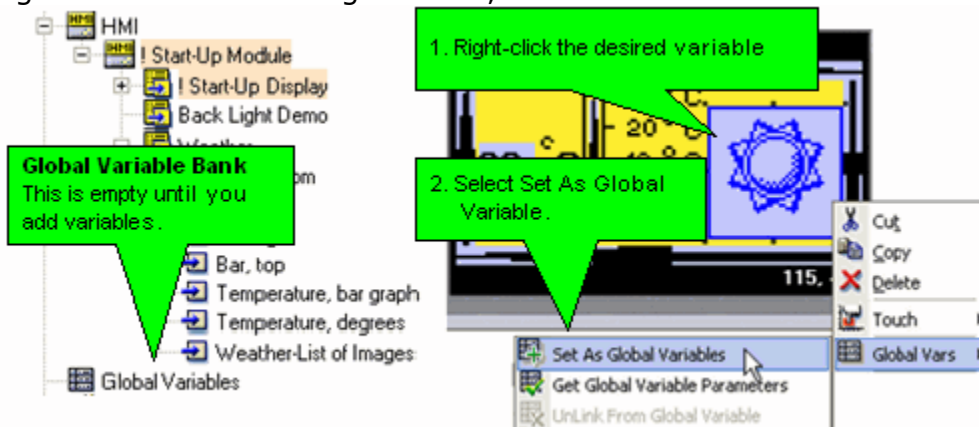 HMI
! Start-Up Module
! Start-Up Display
Back Light Demo
Weather
Global Variable Bank
This is empty until you
add variables.
Bar, top
Temperature, bar graph
Temperature, degrees
Weather-List of Images
Global Variables
1. Right-click the desired variable
C.
20°
2. Select Set As Global
Variable.
115,
Cut
Copy
Delete
Touch
Global Vars
Set As Global Variables
Get Global Variable Parameters
UnLink From Global Variable